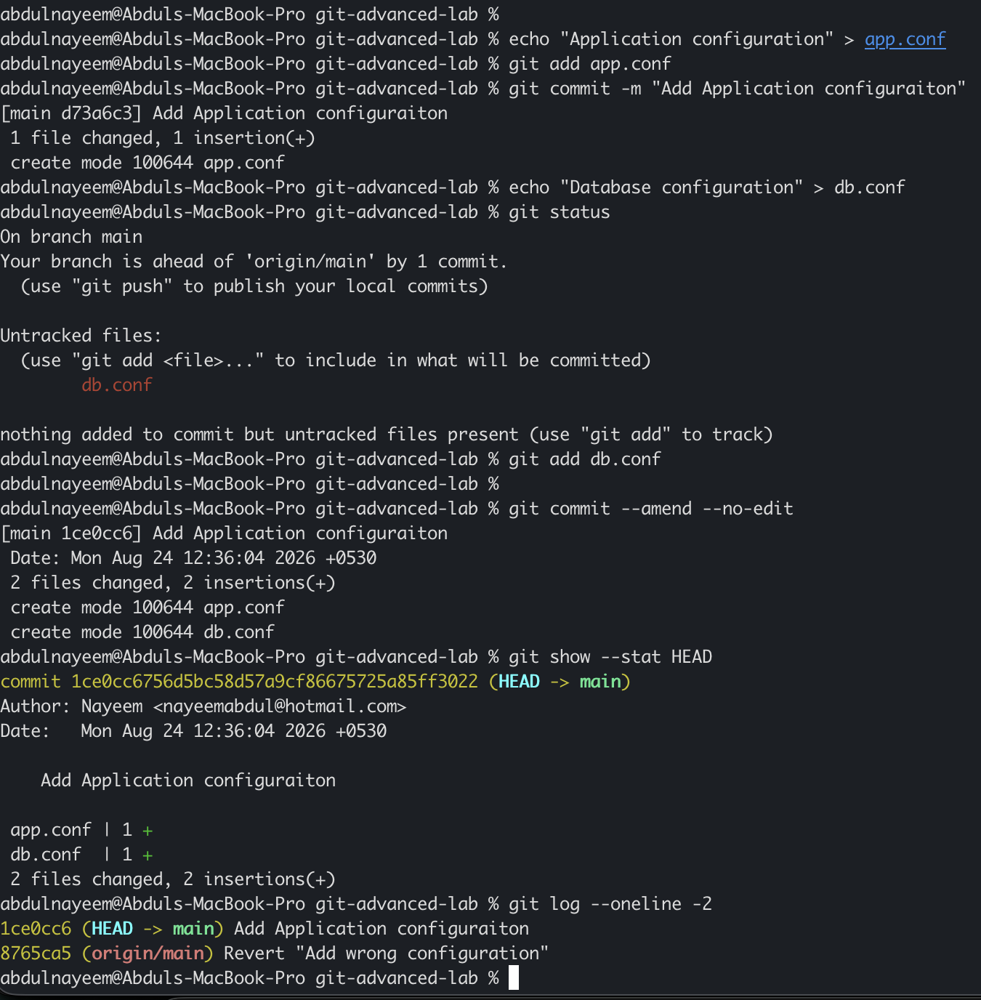 abdulnayeem@Abduls-MacBook-Pro git-advanced-lab %
abdulnayeem@Abduls-MacBook-Pro git-advanced-lab % echo "Application configuration" > app.conf
abdulnayeem@Abduls-MacBook-Pro git-advanced-lab % git add app.conf
abdulnayeem@Abduls-MacBook-Pro git-advanced-lab % git commit -m "Add Application configuraiton"
[main d73a6c3] Add Application configuraiton
 1 file changed, 1 insertion(+)
 create mode 100644 app.conf
abdulnayeem@Abduls-MacBook-Pro git-advanced-lab % echo "Database configuration" > db.conf
abdulnayeem@Abduls-MacBook-Pro git-advanced-lab % git status
On branch main
Your branch is ahead of 'origin/main' by 1 commit.
  (use "git push" to publish your local commits)

Untracked files:
  (use "git add <file>..." to include in what will be committed)
        db.conf

nothing added to commit but untracked files present (use "git add" to track)
abdulnayeem@Abduls-MacBook-Pro git-advanced-lab % git add db.conf
abdulnayeem@Abduls-MacBook-Pro git-advanced-lab %
abdulnayeem@Abduls-MacBook-Pro git-advanced-lab % git commit --amend --no-edit
[main 1ce0cc6] Add Application configuraiton
 Date: Mon Aug 24 12:36:04 2026 +0530
 2 files changed, 2 insertions(+)
 create mode 100644 app.conf
 create mode 100644 db.conf
abdulnayeem@Abduls-MacBook-Pro git-advanced-lab % git show --stat HEAD
commit 1ce0cc6756d5bc58d57a9cf86675725a85ff3022 (HEAD -> main)
Author: Nayeem <nayeemabdul@hotmail.com>
Date:   Mon Aug 24 12:36:04 2026 +0530

    Add Application configuraiton

 app.conf | 1 +
 db.conf  | 1 +
 2 files changed, 2 insertions(+)
abdulnayeem@Abduls-MacBook-Pro git-advanced-lab % git log --oneline -2
1ce0cc6 (HEAD -> main) Add Application configuraiton
8765ca5 (origin/main) Revert "Add wrong configuration"
abdulnayeem@Abduls-MacBook-Pro git-advanced-lab %